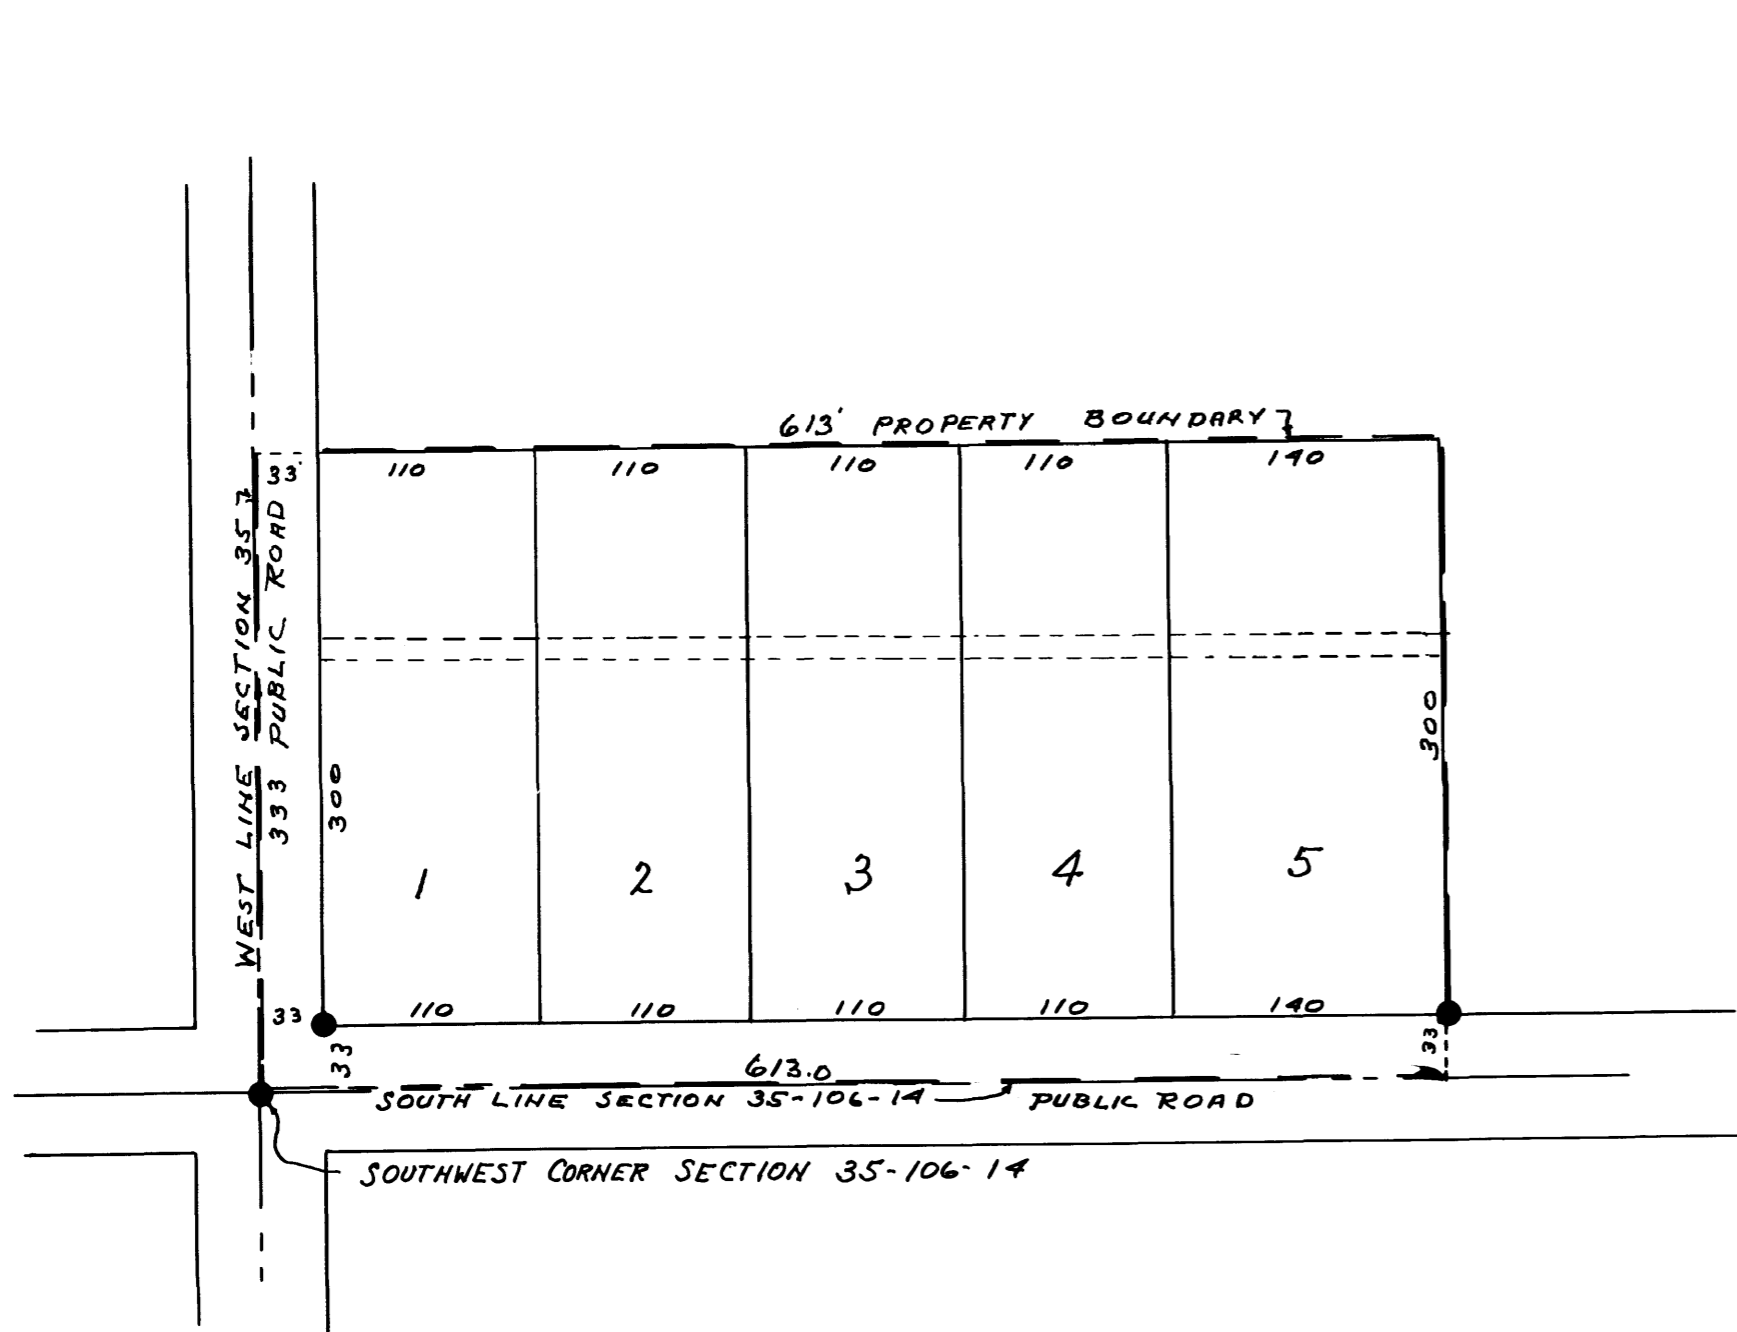 613' PROPERTY BOUNDARY
33'
110 110 110 110 140
WEST LINE SECTION 35
333 PUBLIC ROAD
300
300
1 2 3 4 5
33
110 110 110 110 140
33
33
613.0
SOUTH LINE SECTION 35-106-14
PUBLIC ROAD
SOUTHWEST CORNER SECTION 35-106-14